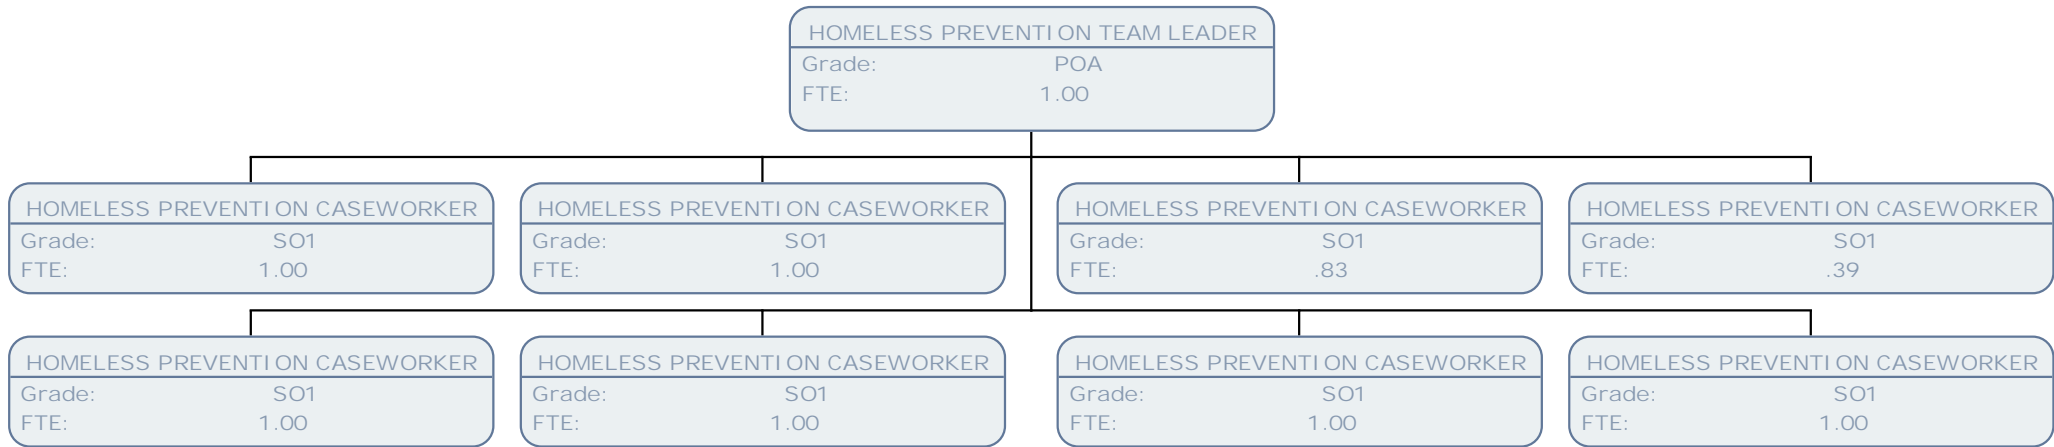 HOMELESS PREVENTION TEAM LEADER
Grade: POA
FTE: 1.00
HOMELESS PREVENTION CASEWORKER
Grade: SO1
FTE: 1.00
HOMELESS PREVENTION CASEWORKER
Grade: SO1
FTE: 1.00
HOMELESS PREVENTION CASEWORKER
Grade: SO1
FTE: .83
HOMELESS PREVENTION CASEWORKER
Grade: SO1
FTE: .39
HOMELESS PREVENTION CASEWORKER
Grade: SO1
FTE: 1.00
HOMELESS PREVENTION CASEWORKER
Grade: SO1
FTE: 1.00
HOMELESS PREVENTION CASEWORKER
Grade: SO1
FTE: 1.00
HOMELESS PREVENTION CASEWORKER
Grade: SO1
FTE: 1.00